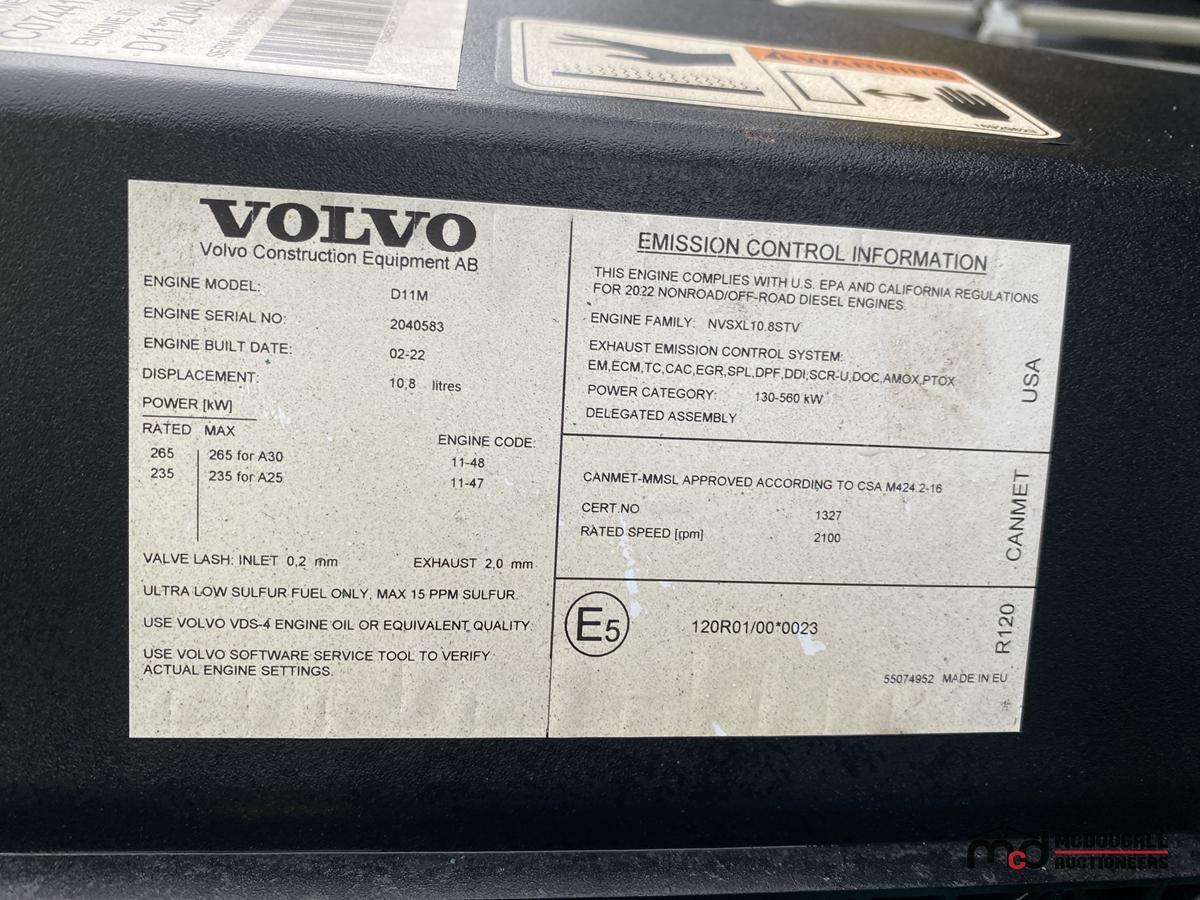 ENGINE ID
WARNING
VOLVO
Volvo Construction Equipment AB
ENGINE MODEL: D11M
ENGINE SERIAL NO: 2040583
ENGINE BUILT DATE: 02-22
DISPLACEMENT: 10,8 litres
POWER [kW]
RATED MAX ENGINE CODE:
265 265 for A30 11-48
235 235 for A25 11-47
VALVE LASH: INLET 0,2 mm EXHAUST 2,0 mm
ULTRA LOW SULFUR FUEL ONLY, MAX 15 PPM SULFUR.
USE VOLVO VDS-4 ENGINE OIL OR EQUIVALENT QUALITY.
USE VOLVO SOFTWARE SERVICE TOOL TO VERIFY
ACTUAL ENGINE SETTINGS.
EMISSION CONTROL INFORMATION
THIS ENGINE COMPLIES WITH U.S. EPA AND CALIFORNIA REGULATIONS
FOR 2022 NONROAD/OFF-ROAD DIESEL ENGINES.
ENGINE FAMILY: NVSXL10.8STV
EXHAUST EMISSION CONTROL SYSTEM:
EM,ECM,TC,CAC,EGR,SPL,DPF,DDI,SCR-U,DOC,AMOX,PTOX
POWER CATEGORY: 130-560 kW
DELEGATED ASSEMBLY
USA
CANMET-MMSL APPROVED ACCORDING TO CSA M424.2-16
CERT.NO 1327
RATED SPEED [rpm] 2100
CANMET
E5 120R01/00*0023
R120
55074952 MADE IN EU
mcd MCDOUGALL
AUCTIONEERS